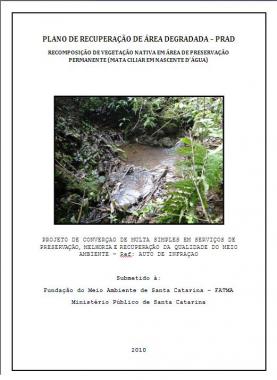 PLANO DE RECUPERAÇÃO DE ÁREA DEGRADADA – PRAD
RECOMPOSIÇÃO DE VEGETAÇÃO NATIVA EM ÁREA DE PRESERVAÇÃO
PERMANENTE (MATA CILIAR EM NASCENTE D´ÁGUA)
PROJETO DE CONVERÇAO DE MULTA SIMPLES EM SERVIÇOS DE
PRESERVAÇÃO, MELHORIA E RECUPERAÇÃO DA QUALIDADE DO MEIO
AMBIENTE – Ref: AUTO DE INFRAÇAO
Submetido à:
Fundação do Meio Ambiente de Santa Catarina – FATMA
Ministério Público de Santa Catarina
2010